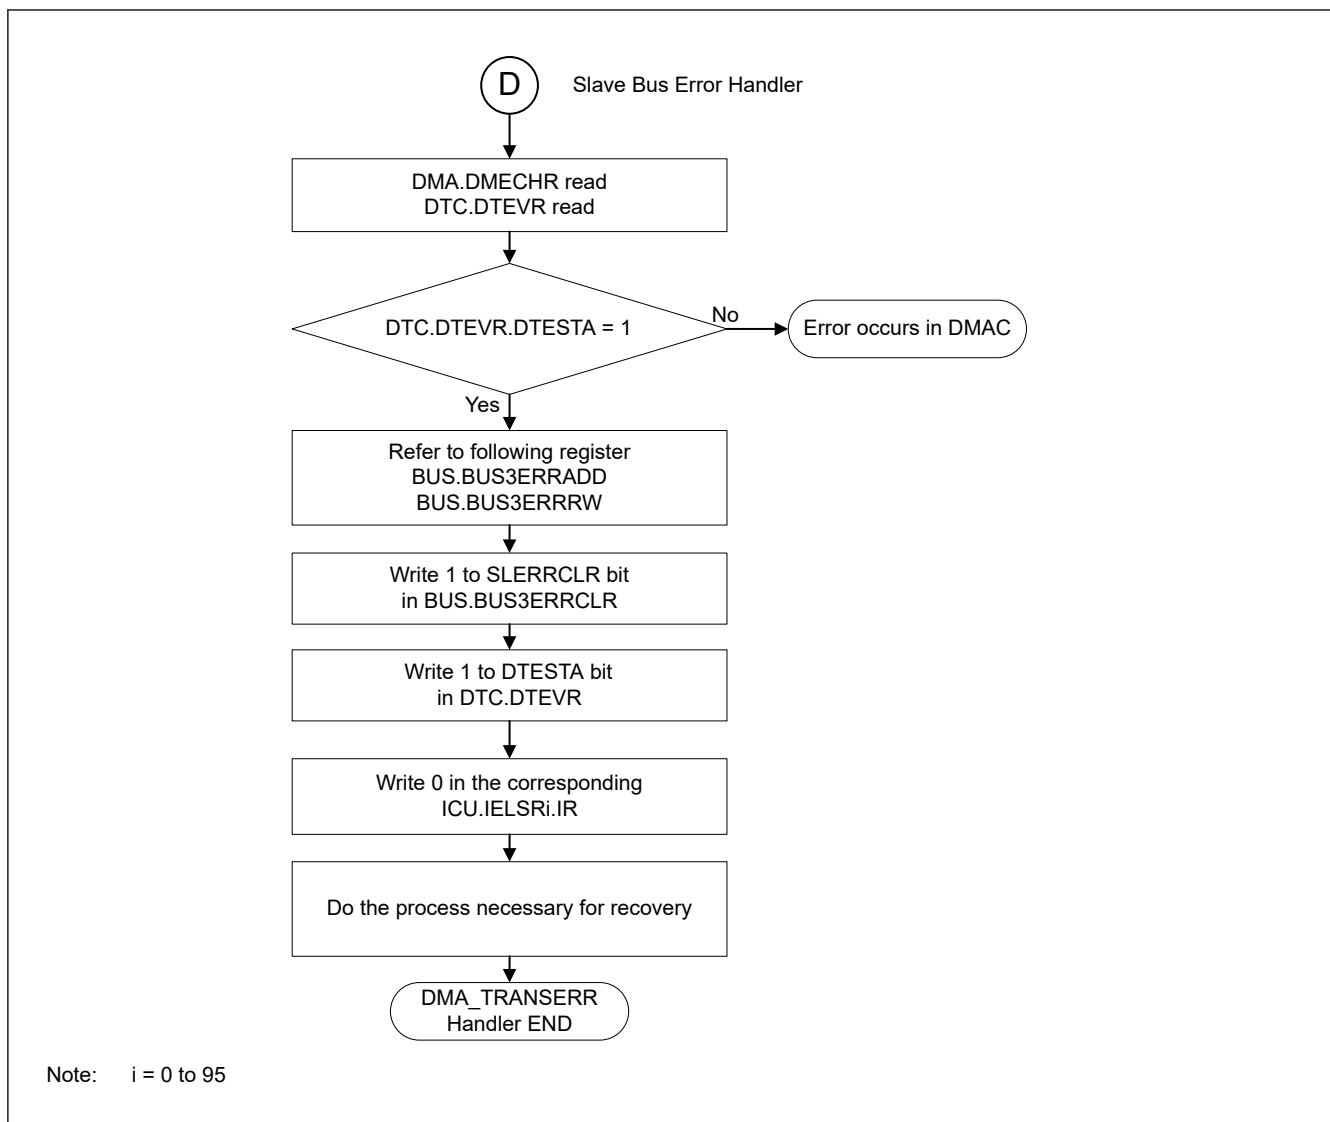 D
Slave Bus Error Handler
DMA.DMECHR read
DTC.DTEVR read
DTC.DTEVR.DTESTA = 1
No
Error occurs in DMAC
Yes
Refer to following register
BUS.BUS3ERRADD
BUS.BUS3ERRRW
Write 1 to SLERRCLR bit
in BUS.BUS3ERRCLR
Write 1 to DTESTA bit
in DTC.DTEVR
Write 0 in the corresponding
ICU.IELSRi.IR
Do the process necessary for recovery
DMA_TRANSERR
Handler END
Note: i = 0 to 95